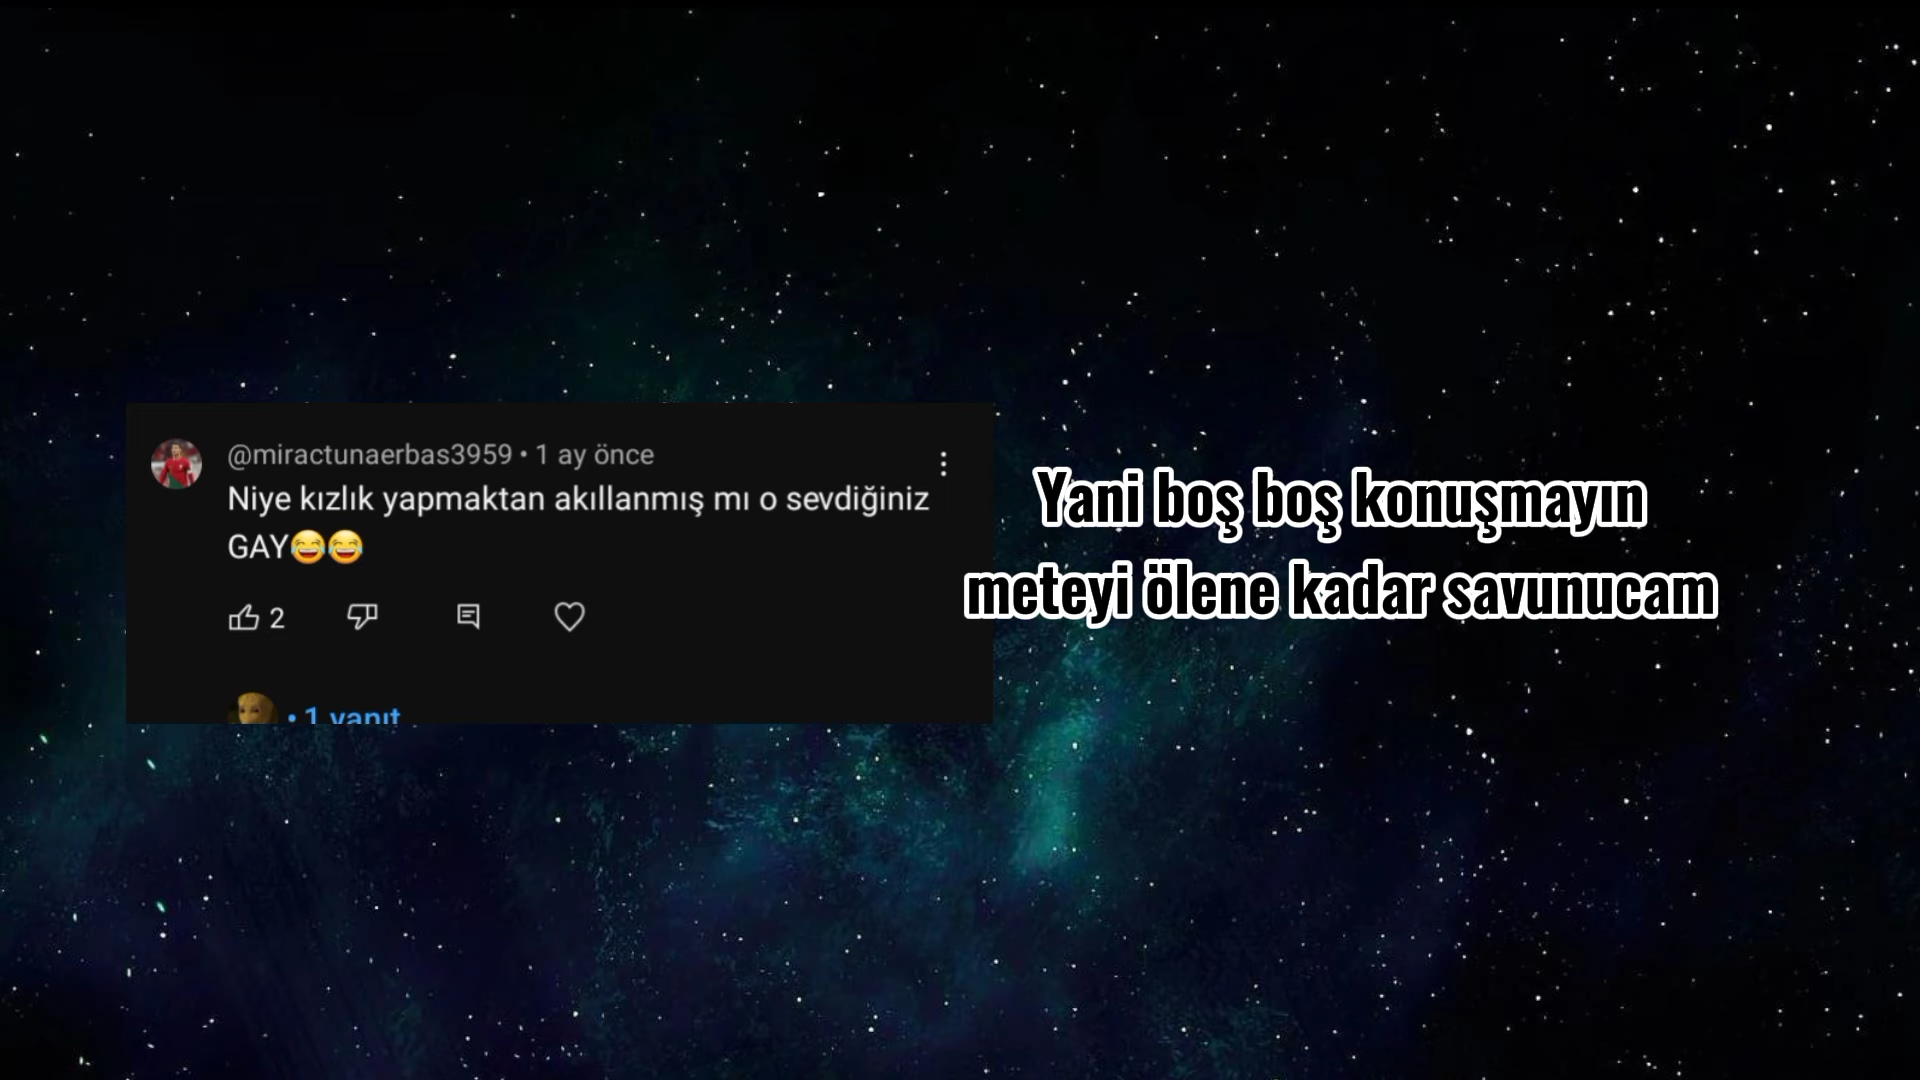 @miractunaerbas3959 • 1 ay önce
Niye kızlık yapmaktan akıllanmış mı o sevdiğiniz
GAY😂😂
2
• 1 yanıt
Yani boş boş konuşmayın
meteyi ölene kadar savunucam